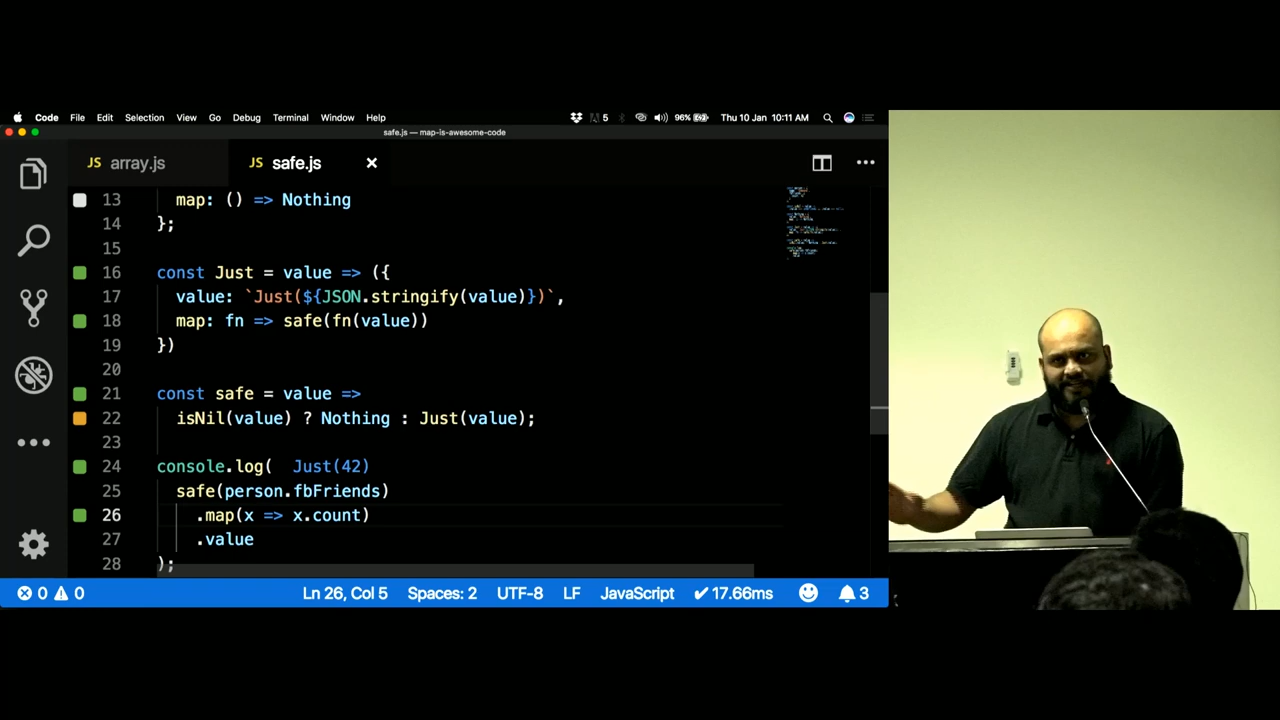 Code File Edit Selection View Go Debug Terminal Window Help 5 96% Thu 10 Jan 10:11 AM
safe.js — map-is-awesome-code
JS array.js JS safe.js
13 map: () => Nothing
14 };
15
16 const Just = value => ({
17 value: `Just(${JSON.stringify(value)})`,
18 map: fn => safe(fn(value))
19 })
20
21 const safe = value =>
22 isNil(value) ? Nothing : Just(value);
23
24 console.log( Just(42)
25 safe(person.fbFriends)
26 .map(x => x.count)
27 .value
28 );
0 0 Ln 26, Col 5 Spaces: 2 UTF-8 LF JavaScript ✔ 17.66ms 3